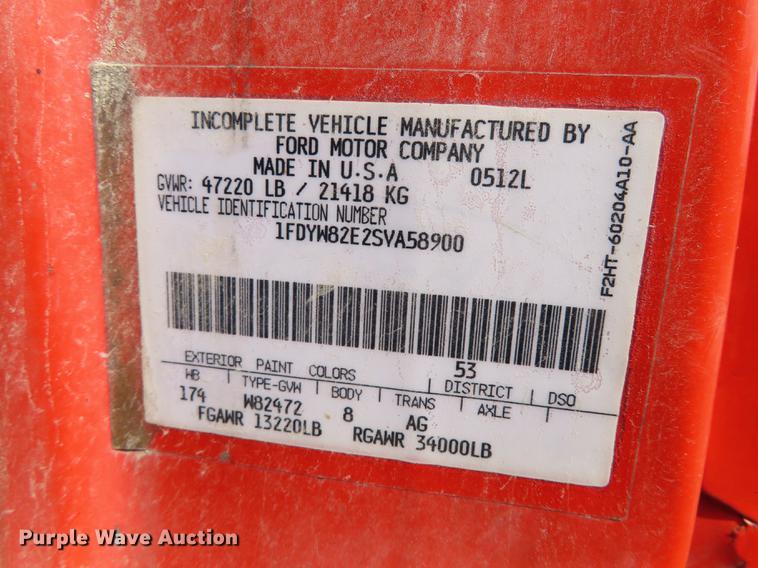 INCOMPLETE VEHICLE MANUFACTURED BY
FORD MOTOR COMPANY
MADE IN U.S.A 0512L
GVWR: 47220 LB / 21418 KG
VEHICLE IDENTIFICATION NUMBER
1FDYW82E2SVA58900
F2HT-60204A10-AA
EXTERIOR PAINT COLORS 53 DISTRICT DSO
WB TYPE-GVW BODY TRANS AXLE
174 W82472 8 AG
FGAWR 13220LB RGAWR 34000LB
Purple Wave Auction